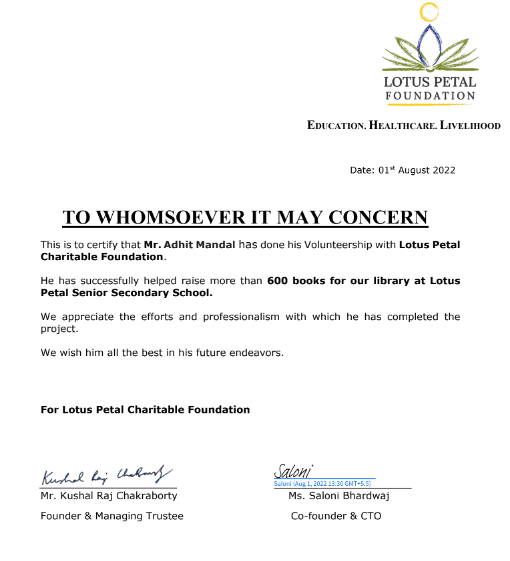 LOTUS PETAL
FOUNDATION
EDUCATION. HEALTHCARE. LIVELIHOOD
Date: 01st August 2022
TO WHOMSOEVER IT MAY CONCERN
This is to certify that Mr. Adhit Mandal has done his Volunteership with Lotus Petal
Charitable Foundation.
He has successfully helped raise more than 600 books for our library at Lotus
Petal Senior Secondary School.
We appreciate the efforts and professionalism with which he has completed the
project.
We wish him all the best in his future endeavors.
For Lotus Petal Charitable Foundation
Kushal Raj Chakraborty Saloni
Saloni (Aug 1, 2022 13:30 GMT+5.5)
Mr. Kushal Raj Chakraborty Ms. Saloni Bhardwaj
Founder & Managing Trustee Co-founder & CTO